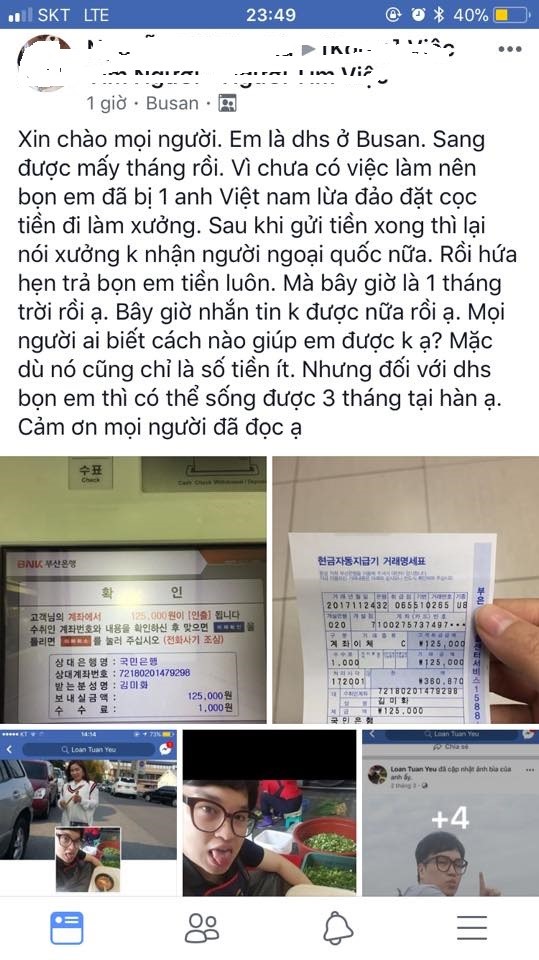 SKT LTE 23:49 40%
Việc
1 giờ · Busan ·
Xin chào mọi người. Em là dhs ở Busan. Sang
được mấy tháng rồi. Vì chưa có việc làm nên
bọn em đã bị 1 anh Việt nam lừa đảo đặt cọc
tiền đi làm xưởng. Sau khi gửi tiền xong thì lại
nói xưởng k nhận người ngoại quốc nữa. Rồi hứa
hẹn trả bọn em tiền luôn. Mà bây giờ là 1 tháng
trời rồi ạ. Bây giờ nhắn tin k được nữa rồi ạ. Mọi
người ai biết cách nào giúp em được k ạ? Mặc
dù nó cũng chỉ là số tiền ít. Nhưng đối với dhs
bọn em thì có thể sống được 3 tháng tại hàn ạ.
Cảm ơn mọi người đã đọc ạ
수표
Check
BNK 부산은행
확 인
고객님의 계좌에서 125,000원이 [인출] 됩니다
수취인 계좌번호와 내용을 확인하신 후 맞으면 을
틀리면 를 눌러 주십시오 (전화사기 조심)
상대은행명 : 국민은행
상대계좌번호 : 72180201479298
받는분성명 : 김미화
보내실금액 : 125,000원
수 수 료 : 1,000원
현금자동지급기 거래명세표
2017112432 065510265 U8
020
계좌이체 C ₩125,000
1,000 ₩125,000
172001 ₩360,870
72180201479298
김미화
₩125,000
국민은행
KT 14:14 73%
Loan Tuan Yeu
Loan Tuan Yeu
Chia sẻ
Loan Tuan Yeu đã cập nhật ảnh bìa của
anh ấy.
2 tháng 3 ·
+4